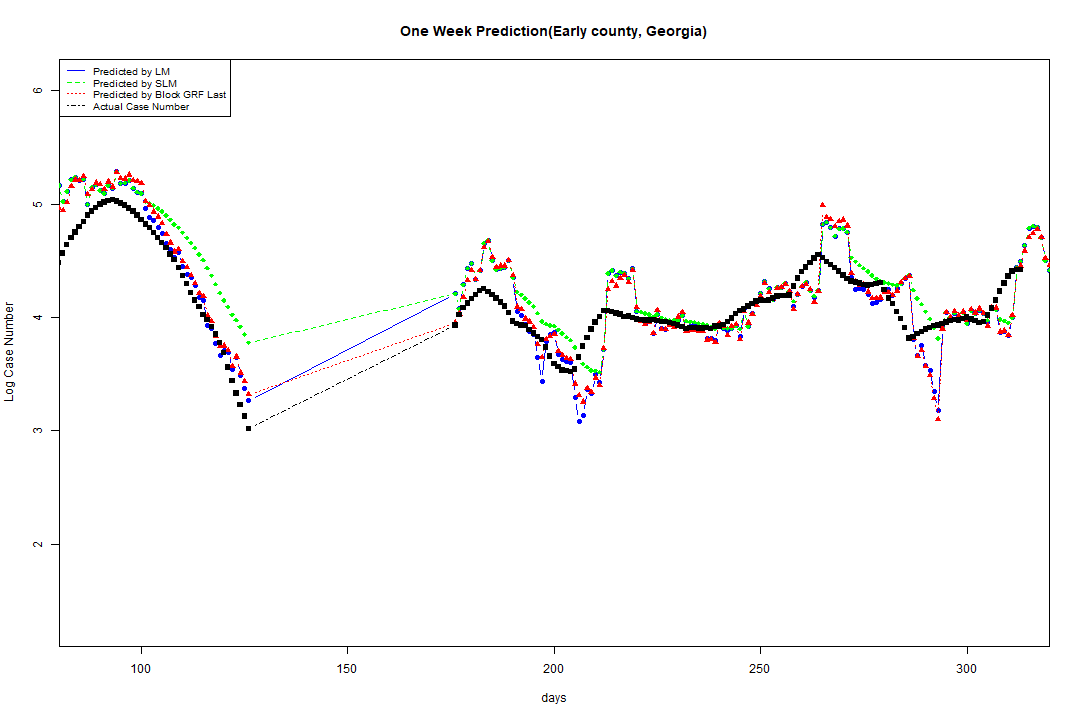 One Week Prediction(Early county, Georgia)
Predicted by LM
Predicted by SLM
Predicted by Block GRF Last
Actual Case Number
6
5
4
3
2
Log Case Number
100 150 200 250 300
days